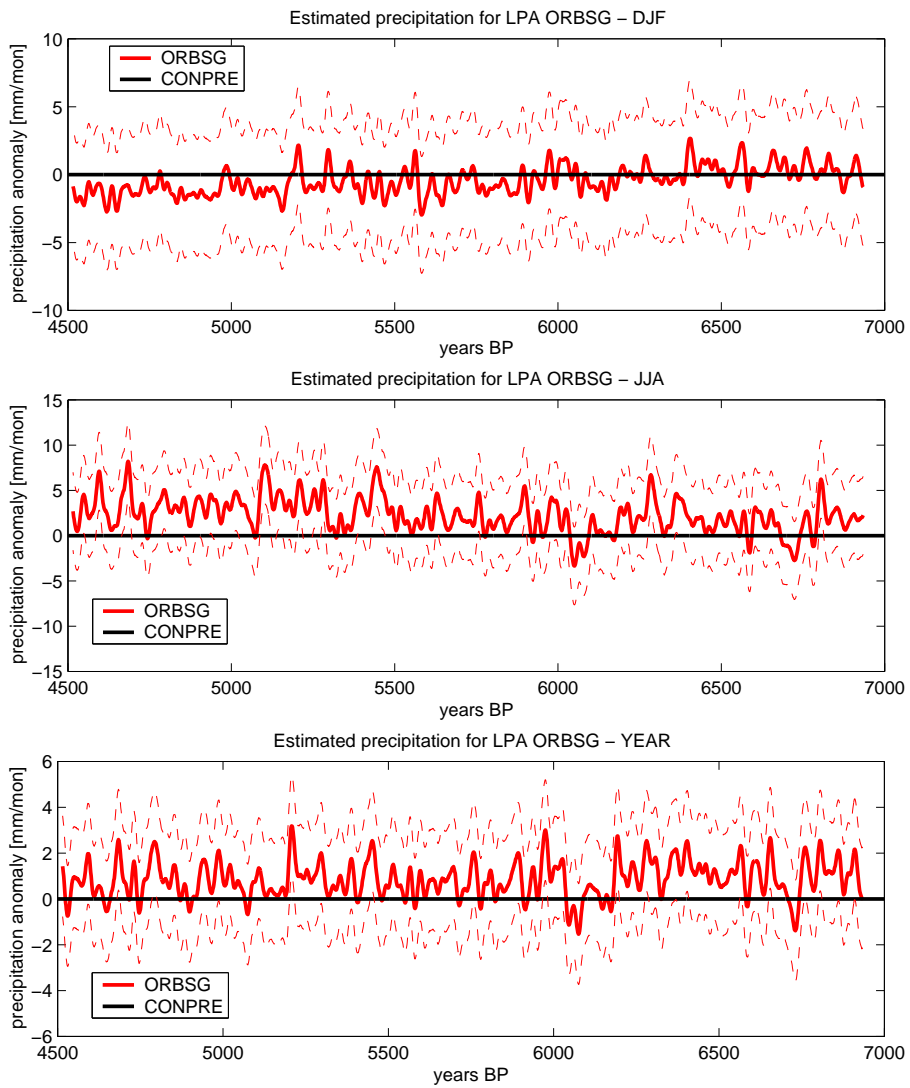 Estimated precipitation for LPA ORBSG − DJF
10
5
0
−5
−10
precipitation anomaly [mm/mon]
ORBSG
CONPRE
4500 5000 5500 6000 6500 7000
years BP
Estimated precipitation for LPA ORBSG − JJA
15
10
5
0
−5
−10
−15
precipitation anomaly [mm/mon]
ORBSG
CONPRE
4500 5000 5500 6000 6500 7000
years BP
Estimated precipitation for LPA ORBSG − YEAR
6
4
2
0
−2
−4
−6
precipitation anomaly [mm/mon]
ORBSG
CONPRE
4500 5000 5500 6000 6500 7000
years BP